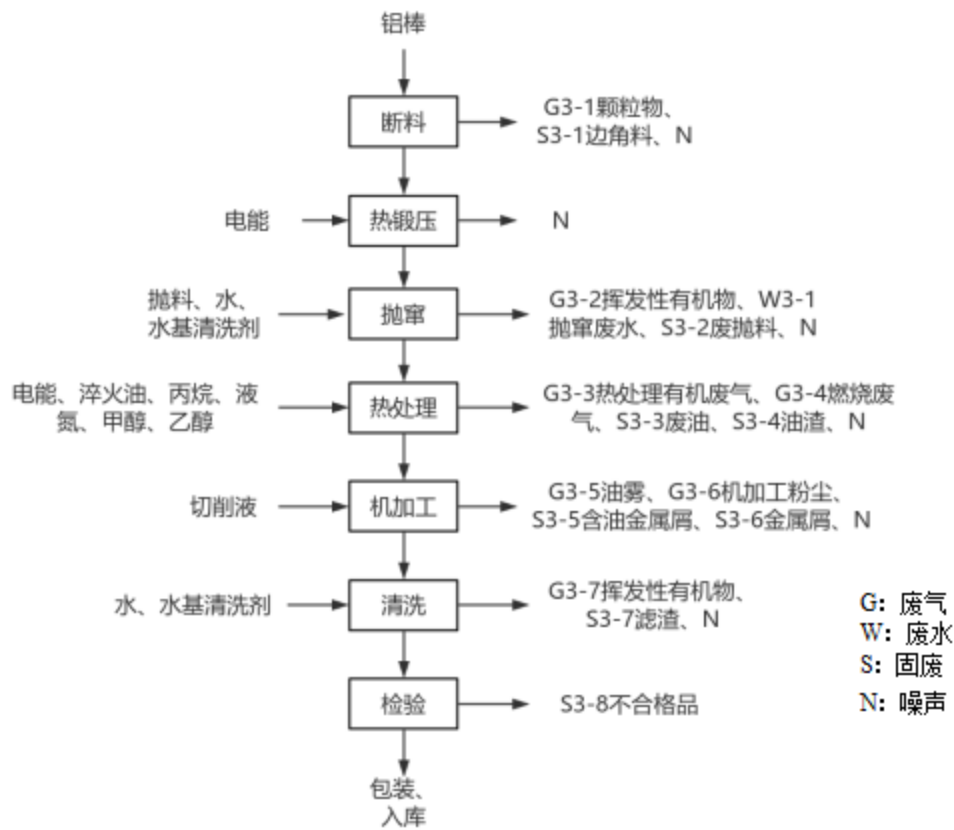 铝棒
断料
G3-1颗粒物、
S3-1边角料、N
电能
热锻压
N
抛料、水、
水基清洗剂
抛窜
G3-2挥发性有机物、W3-1
抛窜废水、S3-2废抛料、N
电能、淬火油、丙烷、液
氮、甲醇、乙醇
热处理
G3-3热处理有机废气、G3-4燃烧废
气、S3-3废油、S3-4油渣、N
切削液
机加工
G3-5油雾、G3-6机加工粉尘、
S3-5含油金属屑、S3-6金属屑、N
水、水基清洗剂
清洗
G3-7挥发性有机物、
S3-7滤渣、N
检验
S3-8不合格品
包装、
入库
G：废气
W：废水
S：固废
N：噪声